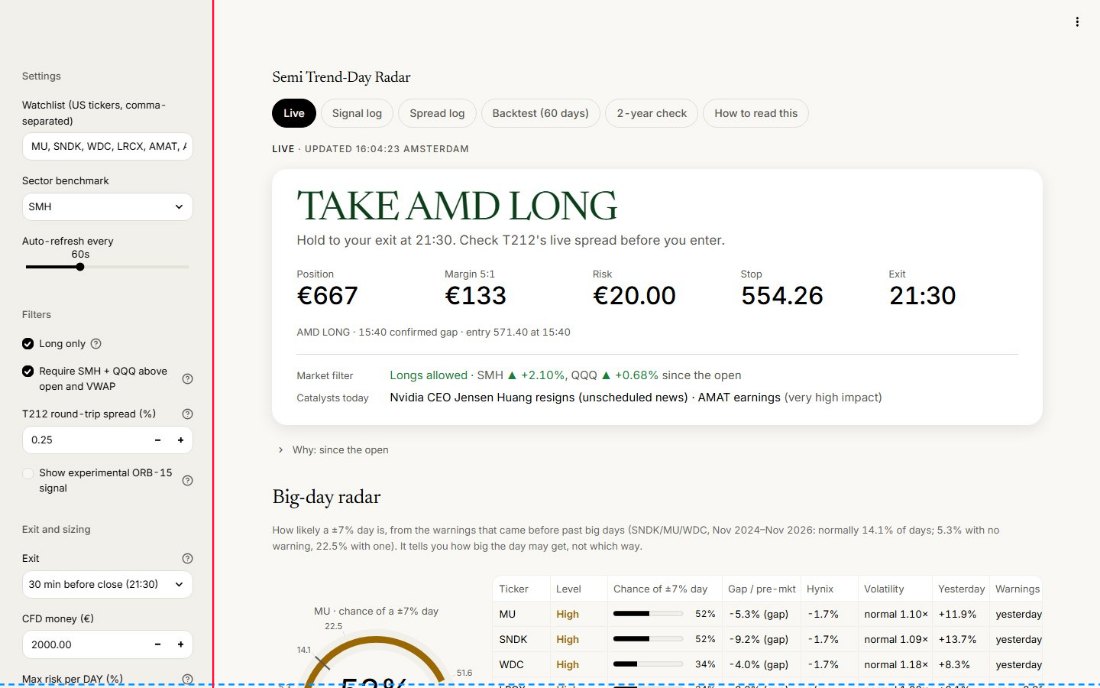 Settings
Watchlist (US tickers, comma-
separated)
MU, SNDK, WDC, LRCX, AMAT,
Sector benchmark
SMH
Auto-refresh every
60s
Filters
Long only
Require SMH + QQQ above
open and VWAP
T212 round-trip spread (%)
0.25
Show experimental ORB-15
signal
Exit and sizing
Exit
30 min before close (21:30)
CFD money (€)
2000.00
Max risk per DAY (%)
Semi Trend-Day Radar
Live
Signal log
Spread log
Backtest (60 days)
2-year check
How to read this
LIVE · UPDATED 16:04:23 AMSTERDAM
TAKE AMD LONG
Hold to your exit at 21:30. Check T212's live spread before you enter.
Position Margin 5:1 Risk Stop Exit
€667 €133 €20.00 554.26 21:30
AMD LONG · 15:40 confirmed gap · entry 571.40 at 15:40
Market filter Longs allowed · SMH ▲ +2.10%, QQQ ▲ +0.68% since the open
Catalysts today Nvidia CEO Jensen Huang resigns (unscheduled news) · AMAT earnings (very high impact)
Why: since the open
Big-day radar
How likely a ±7% day is, from the warnings that came before past big days (SNDK/MU/WDC, Nov 2024–Nov 2026: normally 14.1% of days; 5.3% with no
warning, 22.5% with one). It tells you how big the day may get, not which way.
MU · chance of a ±7% day
22.5
14.1
51.6
52%
Ticker Level Chance of ±7% day Gap / pre-mkt Hynix Volatility Yesterday Warnings
MU High 52% -5.3% (gap) -1.7% normal 1.10× +11.9% yesterday
SNDK High 52% -9.2% (gap) -1.7% normal 1.09× +13.7% yesterday
WDC High 34% -4.0% (gap) -1.7% normal 1.18× +8.3% yesterday